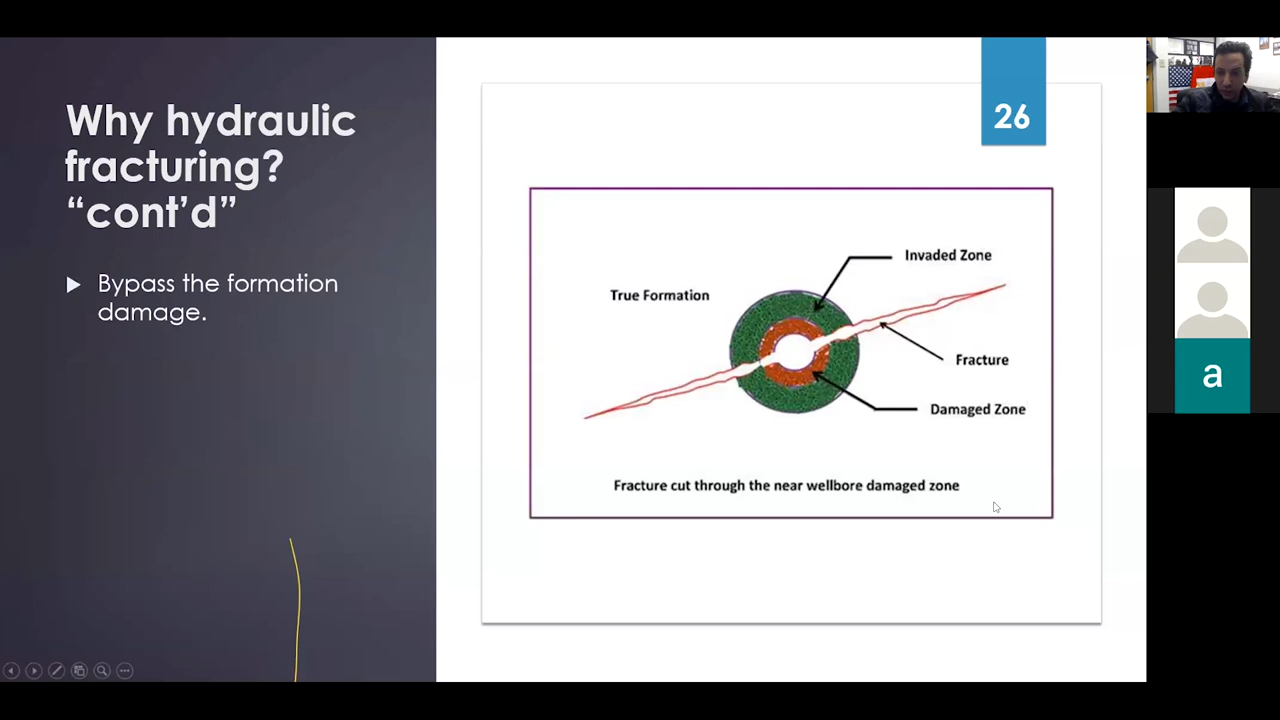 Why hydraulic
fracturing?
“cont’d”
Bypass the formation
damage.
26
Invaded Zone
True Formation
Fracture
Damaged Zone
Fracture cut through the near wellbore damaged zone
a